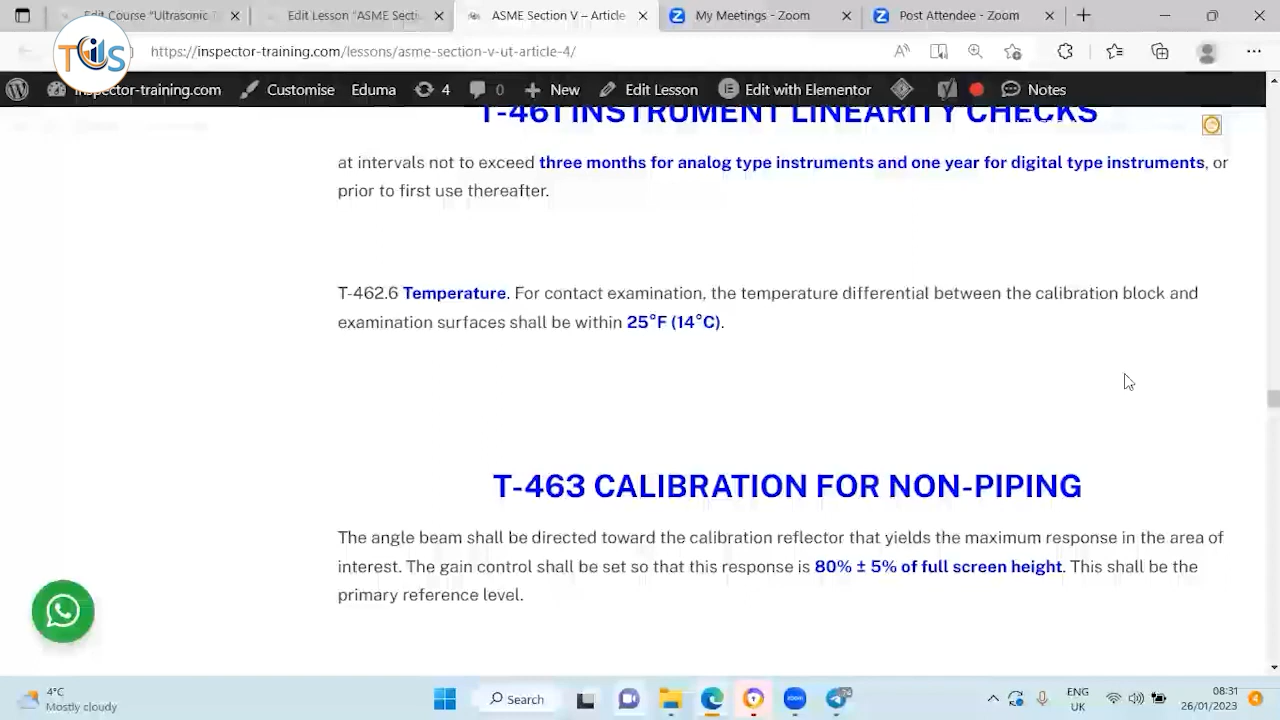 Edit Course "Ultrasonic T
Edit Lesson "ASME Secti
ASME Section V – Article
My Meetings - Zoom
Post Attendee - Zoom
TCIS
https://inspector-training.com/lessons/asme-section-v-ut-article-4/
inspector-training.com
Customise
Eduma
4
0
New
Edit Lesson
Edit with Elementor
Notes
T-461 INSTRUMENT LINEARITY CHECKS
at intervals not to exceed three months for analog type instruments and one year for digital type instruments, or
prior to first use thereafter.
T-462.6 Temperature. For contact examination, the temperature differential between the calibration block and
examination surfaces shall be within 25°F (14°C).
T-463 CALIBRATION FOR NON-PIPING
The angle beam shall be directed toward the calibration reflector that yields the maximum response in the area of
interest. The gain control shall be set so that this response is 80% ± 5% of full screen height. This shall be the
primary reference level.
4°C
Mostly cloudy
Search
zoom
74
ENG
UK
08:31
26/01/2023
4